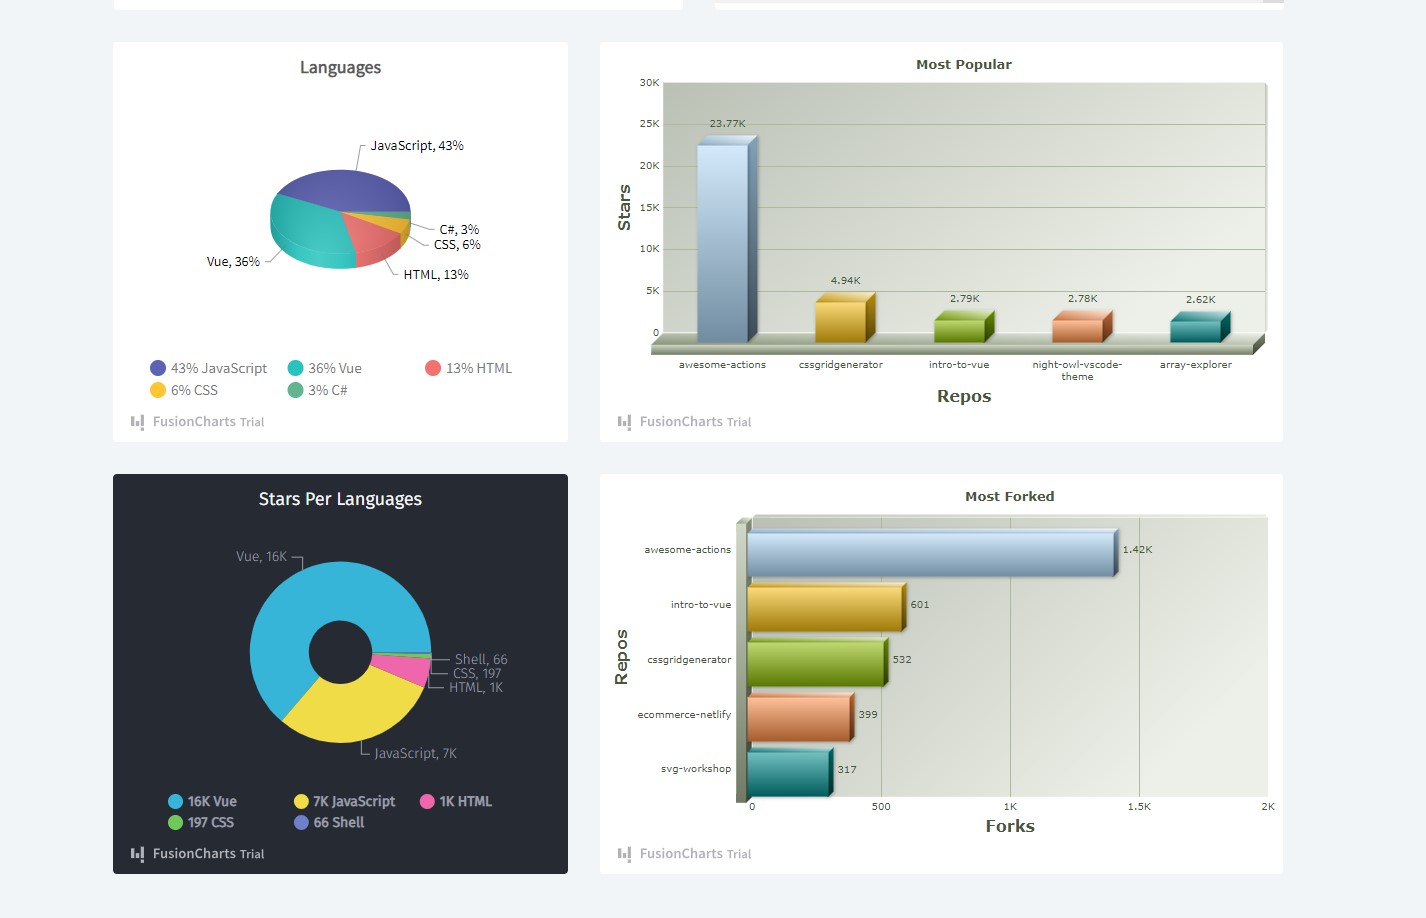 Languages
JavaScript, 43%
C#, 3%
CSS, 6%
Vue, 36%
HTML, 13%
43% JavaScript
36% Vue
13% HTML
6% CSS
3% C#
FusionCharts Trial
Most Popular
30K
25K
20K
15K
10K
5K
0
Stars
23.77K
4.94K
2.79K
2.78K
2.62K
awesome-actions
cssgridgenerator
intro-to-vue
night-owl-vscode-
theme
array-explorer
Repos
FusionCharts Trial
Stars Per Languages
Vue, 16K
Shell, 66
CSS, 197
HTML, 1K
JavaScript, 7K
16K Vue
7K JavaScript
1K HTML
197 CSS
66 Shell
FusionCharts Trial
Most Forked
Repos
awesome-actions
1.42K
intro-to-vue
601
cssgridgenerator
532
ecommerce-netlify
399
svg-workshop
317
0
500
1K
1.5K
2K
Forks
FusionCharts Trial